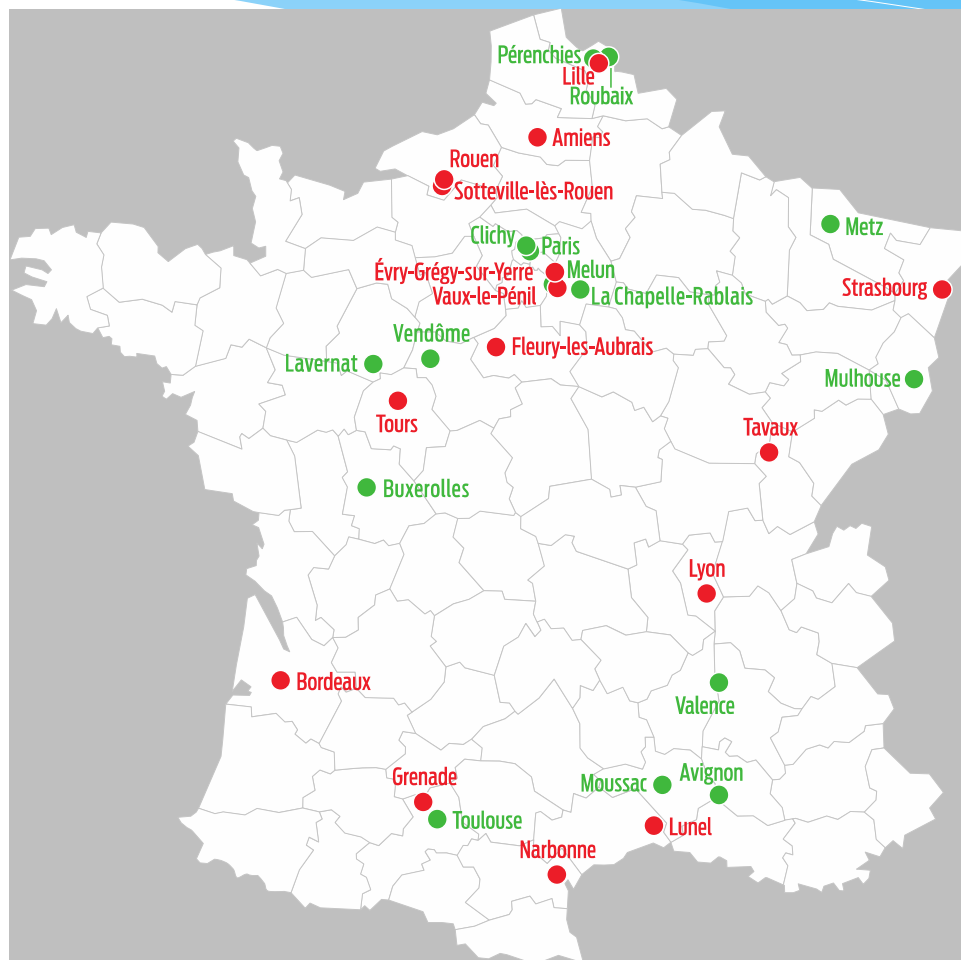 Pérenchies
Lille
Roubaix
Amiens
Rouen
Sotteville-lès-Rouen
Metz
Clichy
Paris
Évry-Grégy-sur-Yerre
Melun
Vaux-le-Pénil
La Chapelle-Rablais
Strasbourg
Vendôme
Fleury-les-Aubrais
Lavernat
Mulhouse
Tours
Tavaux
Buxerolles
Lyon
Bordeaux
Valence
Grenade
Moussac
Avignon
Toulouse
Lunel
Narbonne